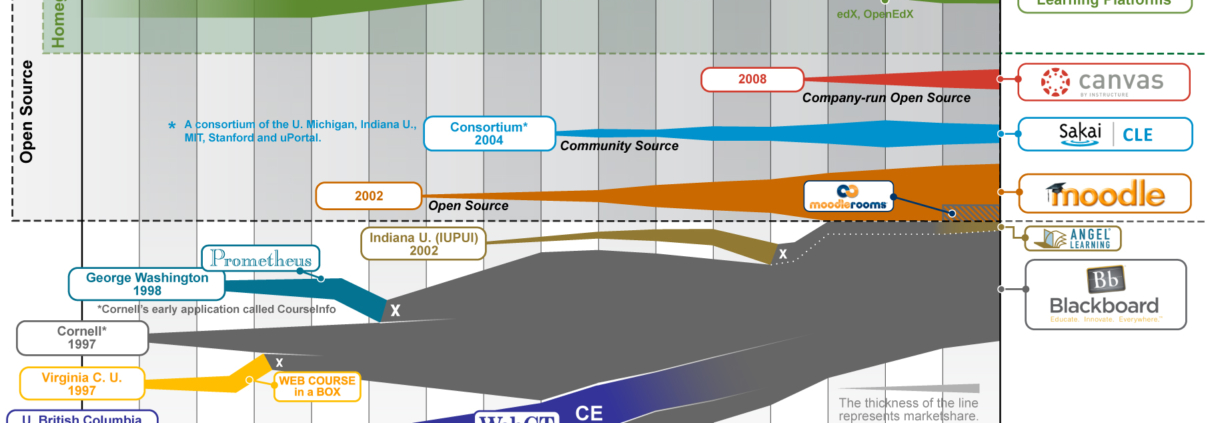 Learning Platforms
edX, OpenEdX
Open Source
2008
canvas
BY INSTRUCTURE
Company-run Open Source
* A consortium of the U. Michigan, Indiana U.,
MIT, Stanford and uPortal.
Consortium*
2004
Community Source
Sakai CLE
2002
Open Source
moodlerooms
moodle
Indiana U. (IUPUI)
2002
x
ANGEL
LEARNING
Prometheus
George Washington
1998
x
*Cornell's early application called CourseInfo
Bb
Blackboard
Educate. Innovate. Everywhere.™
Cornell*
1997
x
Virginia C. U.
1997
WEB COURSE
in a BOX
U. British Columbia
WebCT
CE
The thickness of the line
represents marketshare.